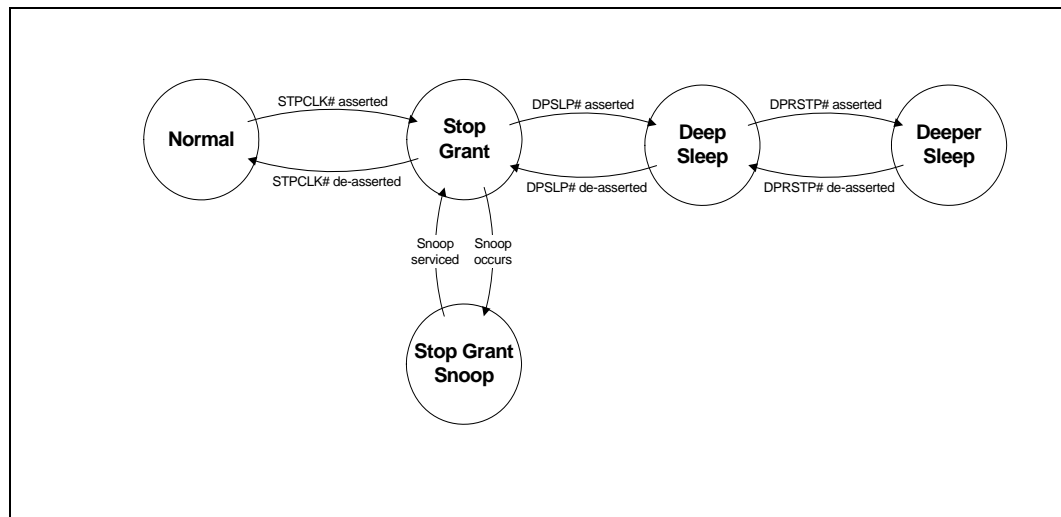 STPCLK# asserted
DPSLP# asserted
DPRSTP# asserted
Normal
Stop
Grant
Deep
Sleep
Deeper
Sleep
STPCLK# de-asserted
DPSLP# de-asserted
DPRSTP# de-asserted
Snoop
serviced
Snoop
occurs
Stop Grant
Snoop